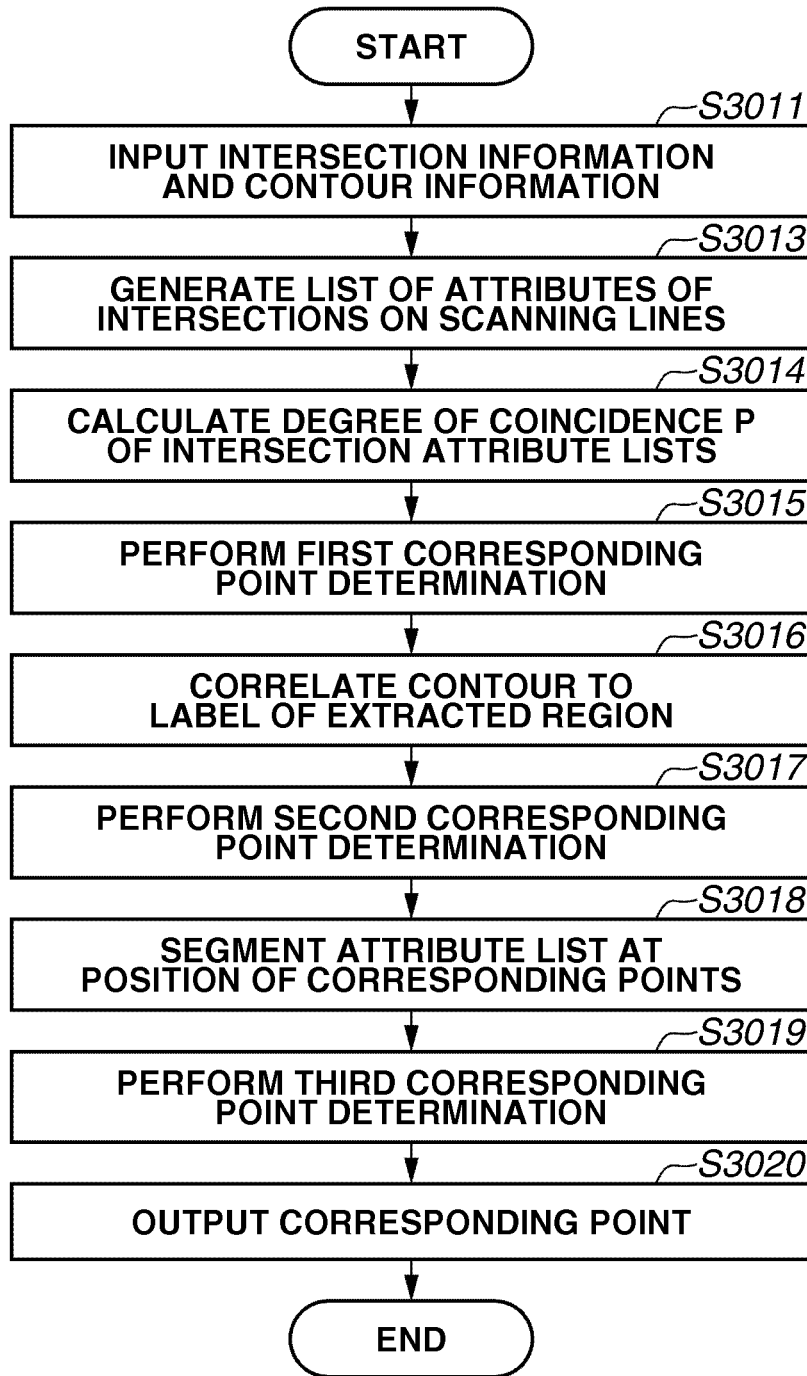 START
S3011
INPUT INTERSECTION INFORMATION
AND CONTOUR INFORMATION
S3013
GENERATE LIST OF ATTRIBUTES OF
INTERSECTIONS ON SCANNING LINES
S3014
CALCULATE DEGREE OF COINCIDENCE P
OF INTERSECTION ATTRIBUTE LISTS
S3015
PERFORM FIRST CORRESPONDING
POINT DETERMINATION
S3016
CORRELATE CONTOUR TO
LABEL OF EXTRACTED REGION
S3017
PERFORM SECOND CORRESPONDING
POINT DETERMINATION
S3018
SEGMENT ATTRIBUTE LIST AT
POSITION OF CORRESPONDING POINTS
S3019
PERFORM THIRD CORRESPONDING
POINT DETERMINATION
S3020
OUTPUT CORRESPONDING POINT
END